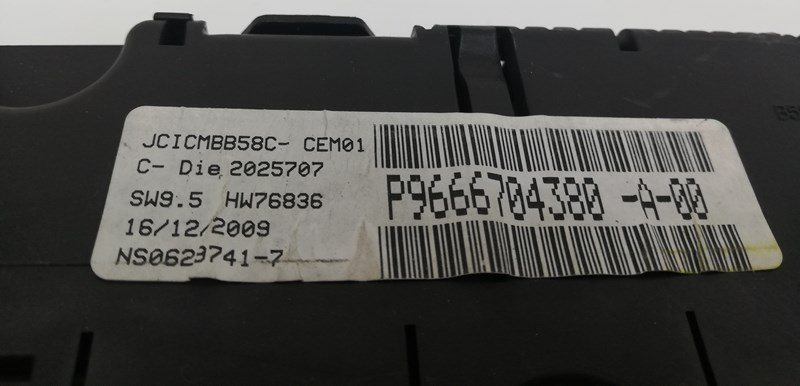 JCICMBB58C- CEM01
C- Die 2025707
SW9.5 HW76836
16/12/2009
NS0623741-7
P9666704380 -A-00